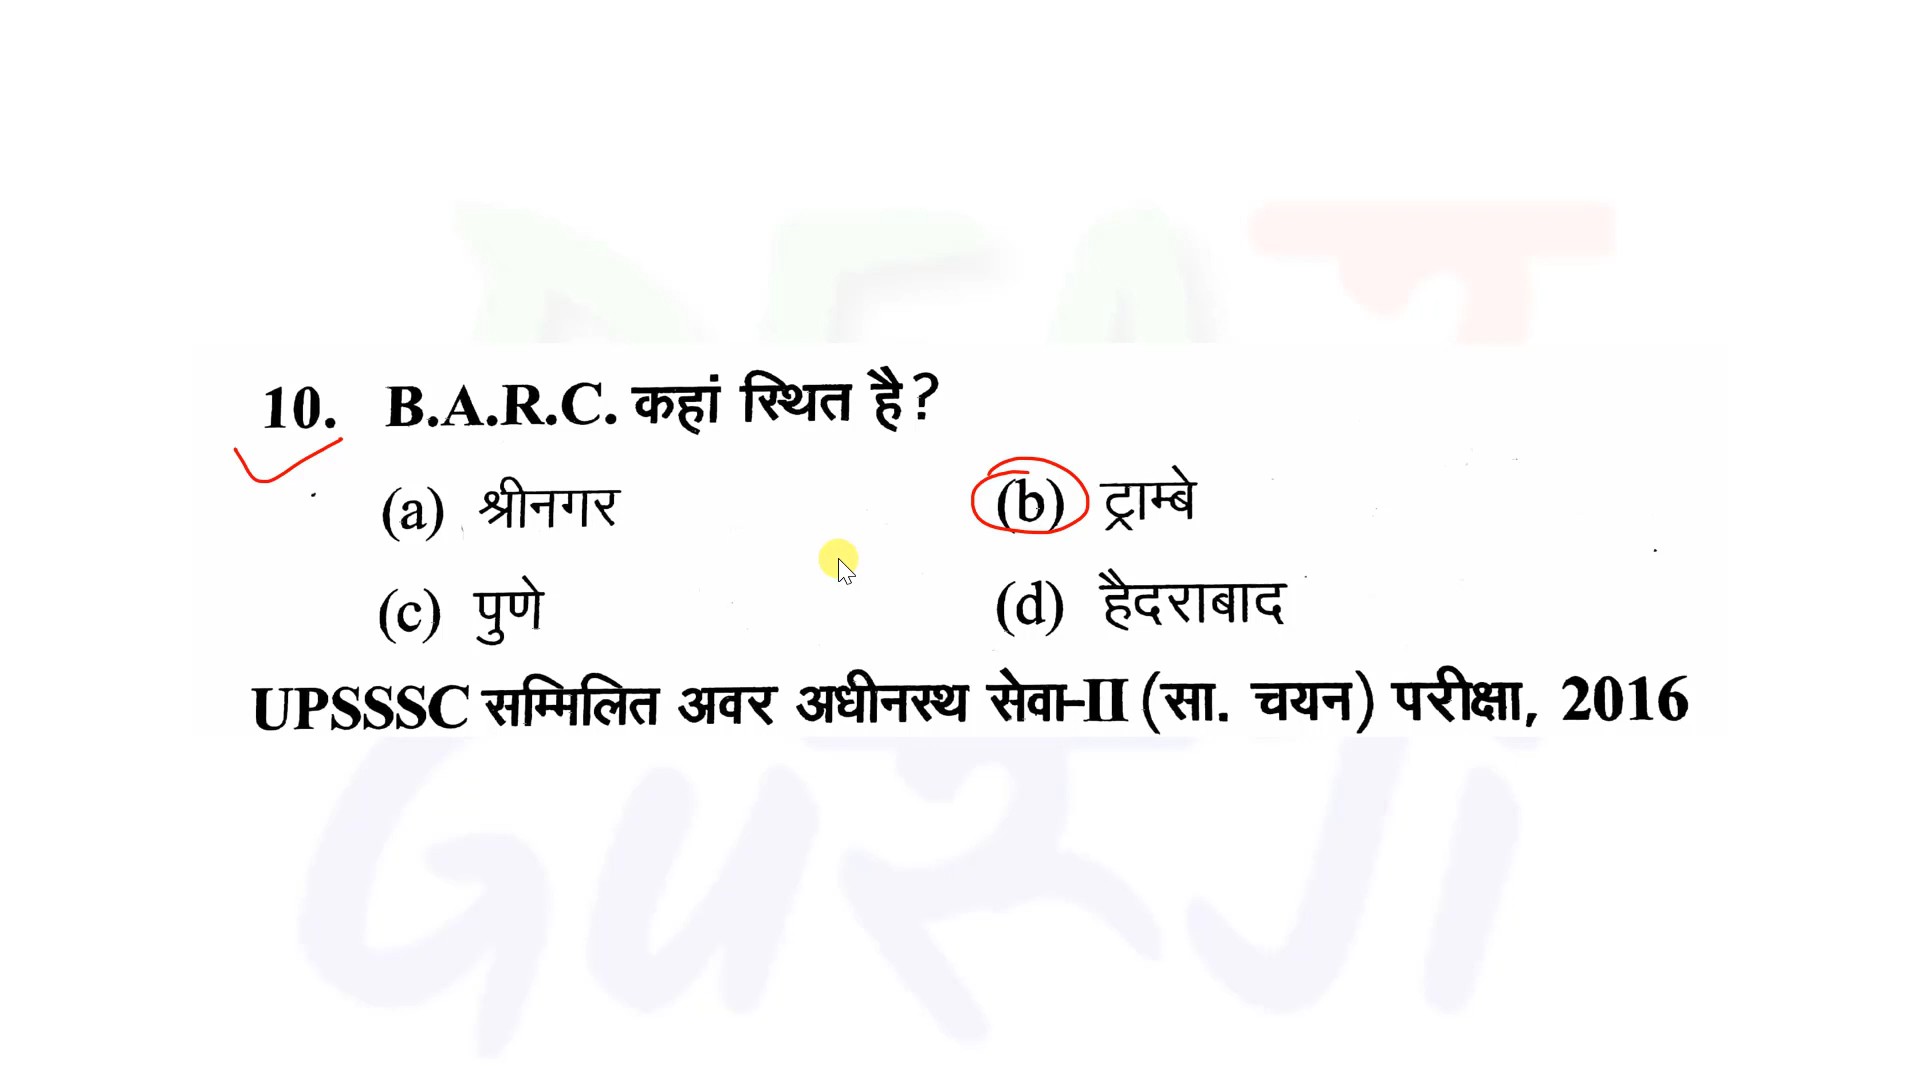 10. B.A.R.C. कहां स्थित है?
(a) श्रीनगर (b) ट्राम्बे
(c) पुणे (d) हैदराबाद
UPSSSC सम्मिलित अवर अधीनस्थ सेवा-II (सा. चयन) परीक्षा, 2016